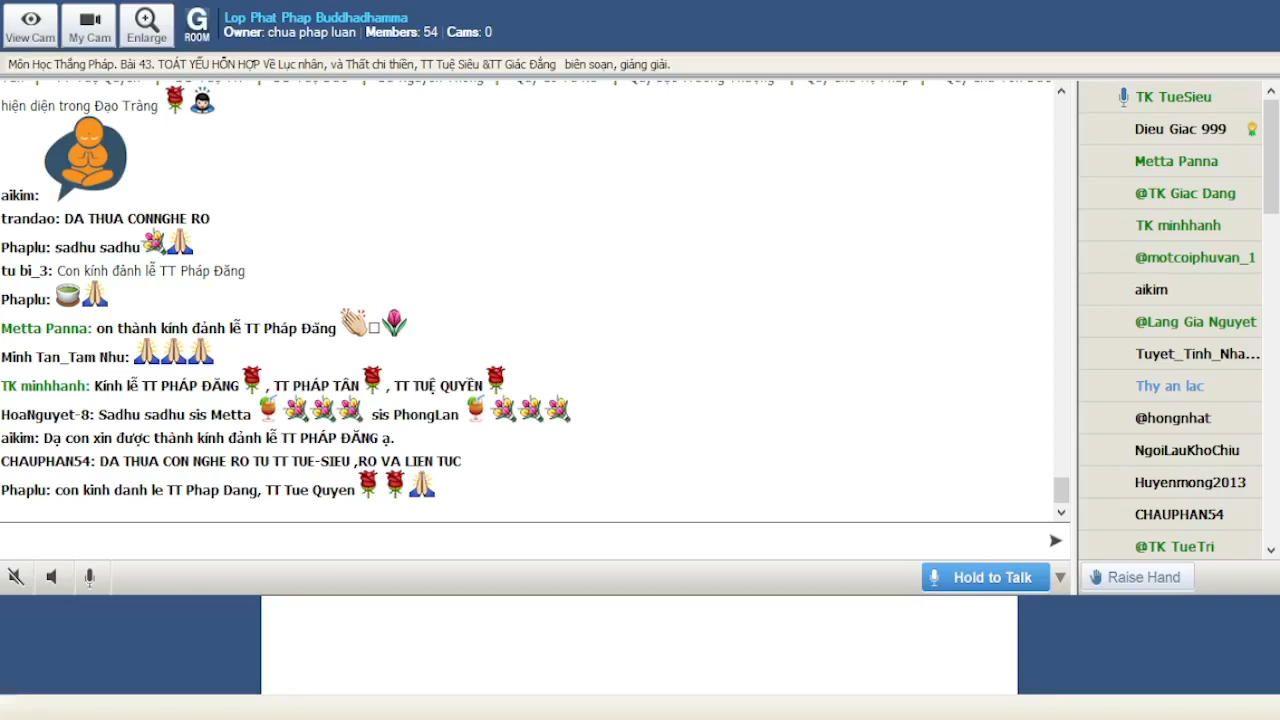 View Cam
My Cam
Enlarge
G ROOM
Lop Phat Phap Buddhadhamma
Owner: chua phap luan | Members: 54 | Cams: 0
Môn Học Thắng Pháp. Bài 43. TOÁT YẾU HỖN HỢP Về Lục nhân, và Thất chi thiền, TT Tuệ Siêu &TT Giác Đẳng biên soạn, giảng giải.
hiện diện trong Đạo Tràng
aikim:
trandao: DA THUA CONNGHE RO
Phaplu: sadhu sadhu
tu bi_3: Con kính đảnh lễ TT Pháp Đăng
Phaplu:
Metta Panna: on thành kính đảnh lễ TT Pháp Đăng
Minh Tan_Tam Nhu:
TK minhhanh: Kính lễ TT PHÁP ĐĂNG , TT PHÁP TÂN , TT TUỆ QUYỀN
HoaNguyet-8: Sadhu sadhu sis Metta sis PhongLan
aikim: Dạ con xin được thành kính đảnh lễ TT PHÁP ĐĂNG ạ.
CHAUPHAN54: DA THUA CON NGHE RO TU TT TUE-SIEU ,RO VA LIEN TUC
Phaplu: con kinh danh le TT Phap Dang, TT Tue Quyen
Hold to Talk
TK TueSieu
Dieu Giac 999
Metta Panna
@TK Giac Dang
TK minhhanh
@motcoiphuvan_1
aikim
@Lang Gia Nguyet
Tuyet_Tinh_Nha...
Thy an lac
@hongnhat
NgoiLauKhoChiu
Huyenmong2013
CHAUPHAN54
@TK TueTri
Raise Hand